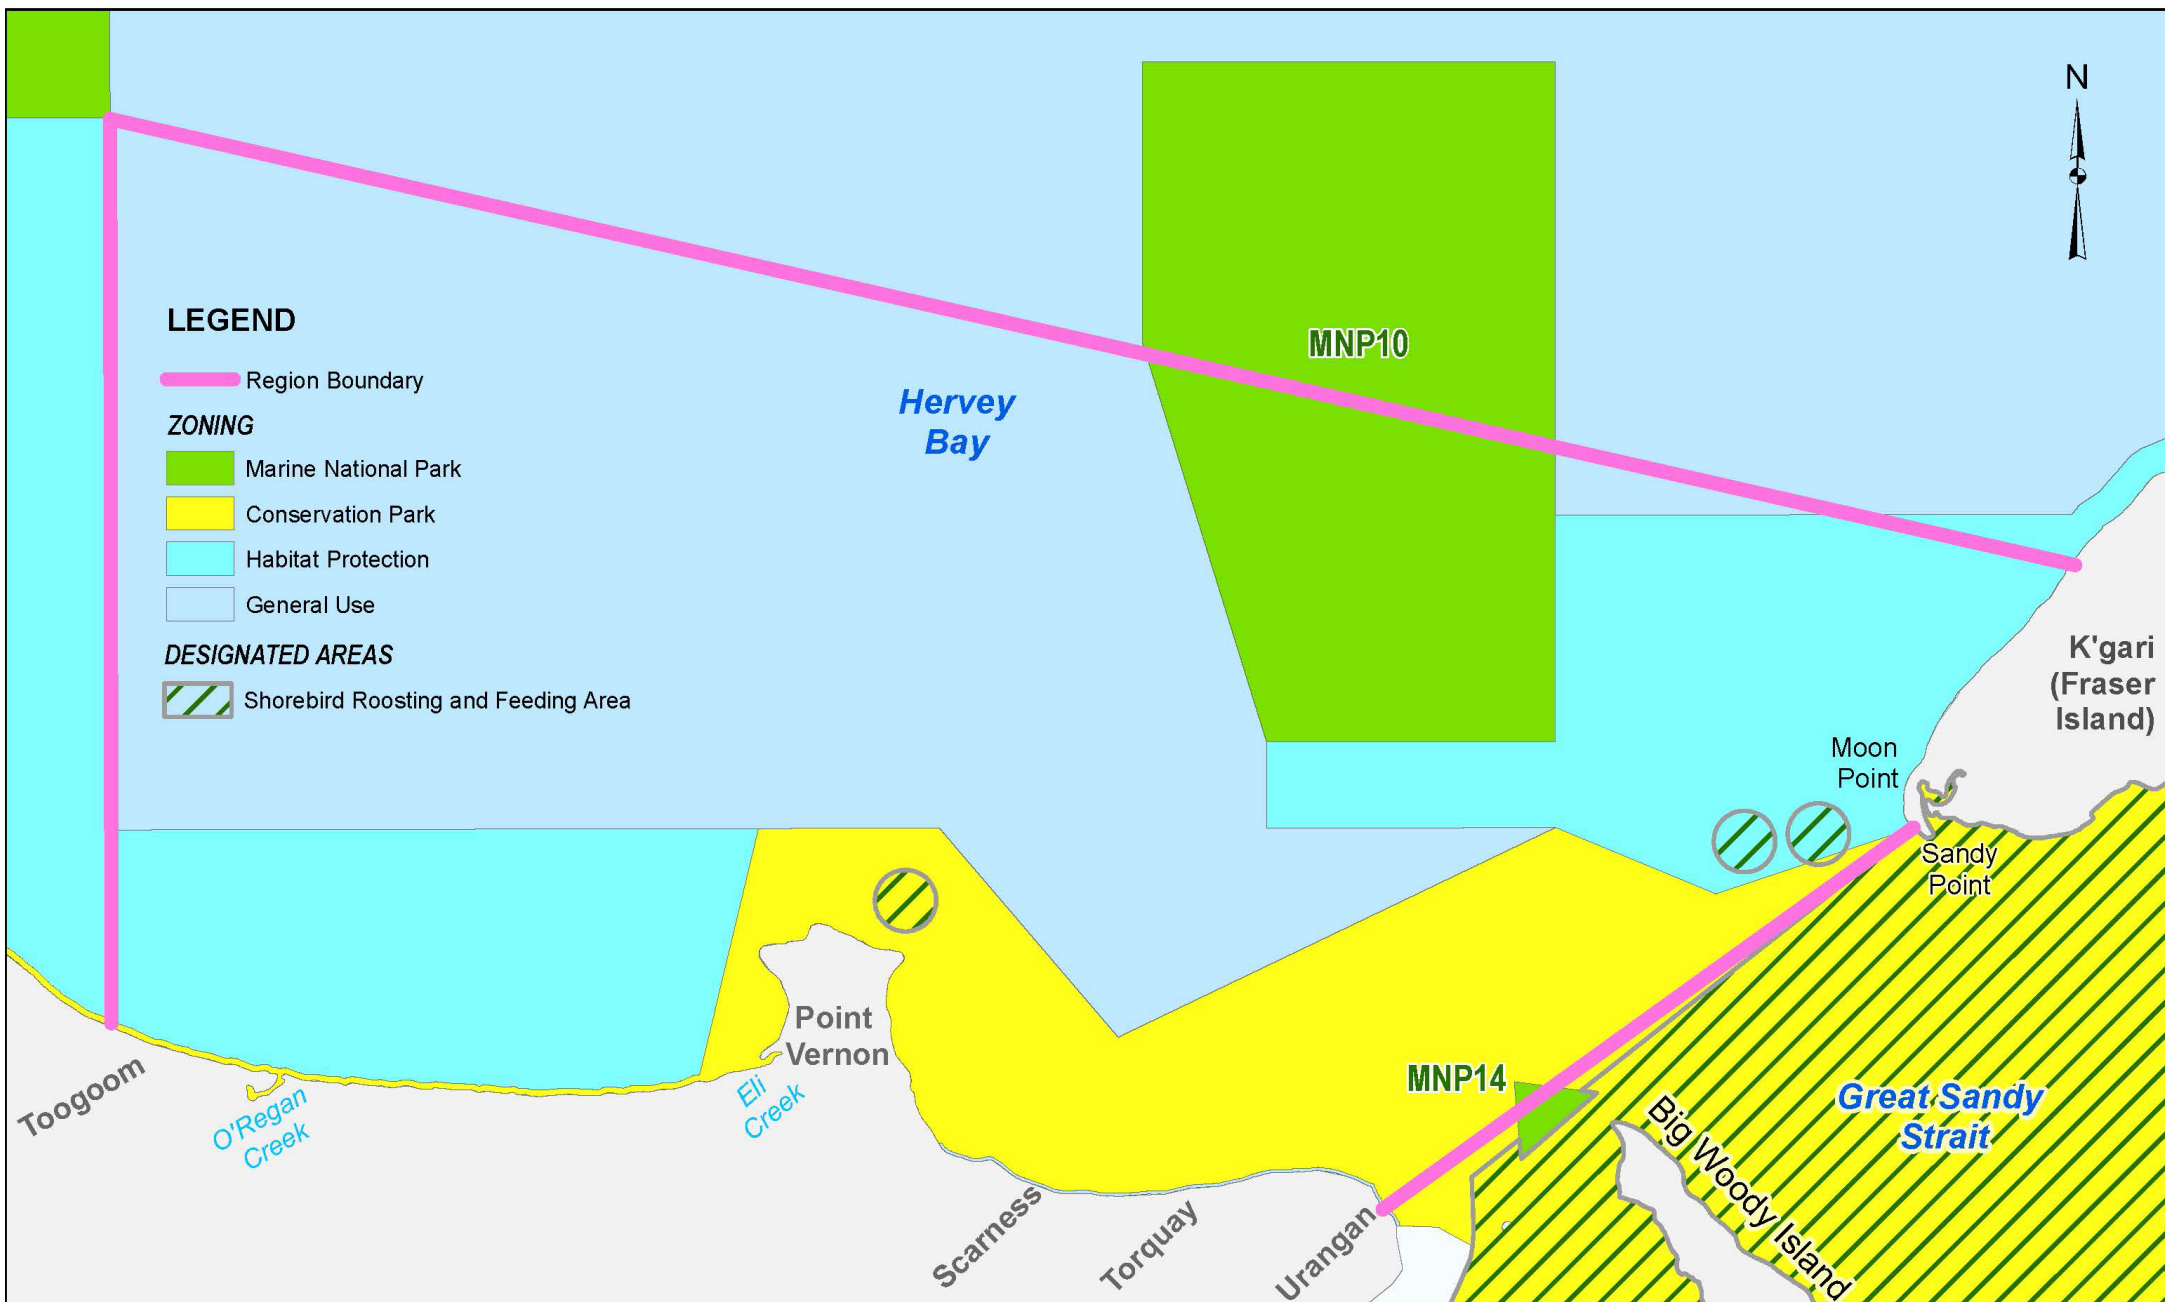 N
LEGEND
Region Boundary
ZONING
Marine National Park
Conservation Park
Habitat Protection
General Use
DESIGNATED AREAS
Shorebird Roosting and Feeding Area
MNP10
Hervey
Bay
K'gari
(Fraser
Island)
Moon
Point
Sandy
Point
Point
Vernon
MNP14
Great Sandy
Strait
Big Woody Island
Toogoom
O'Regan
Creek
Eli
Creek
Scarness
Torquay
Urangan